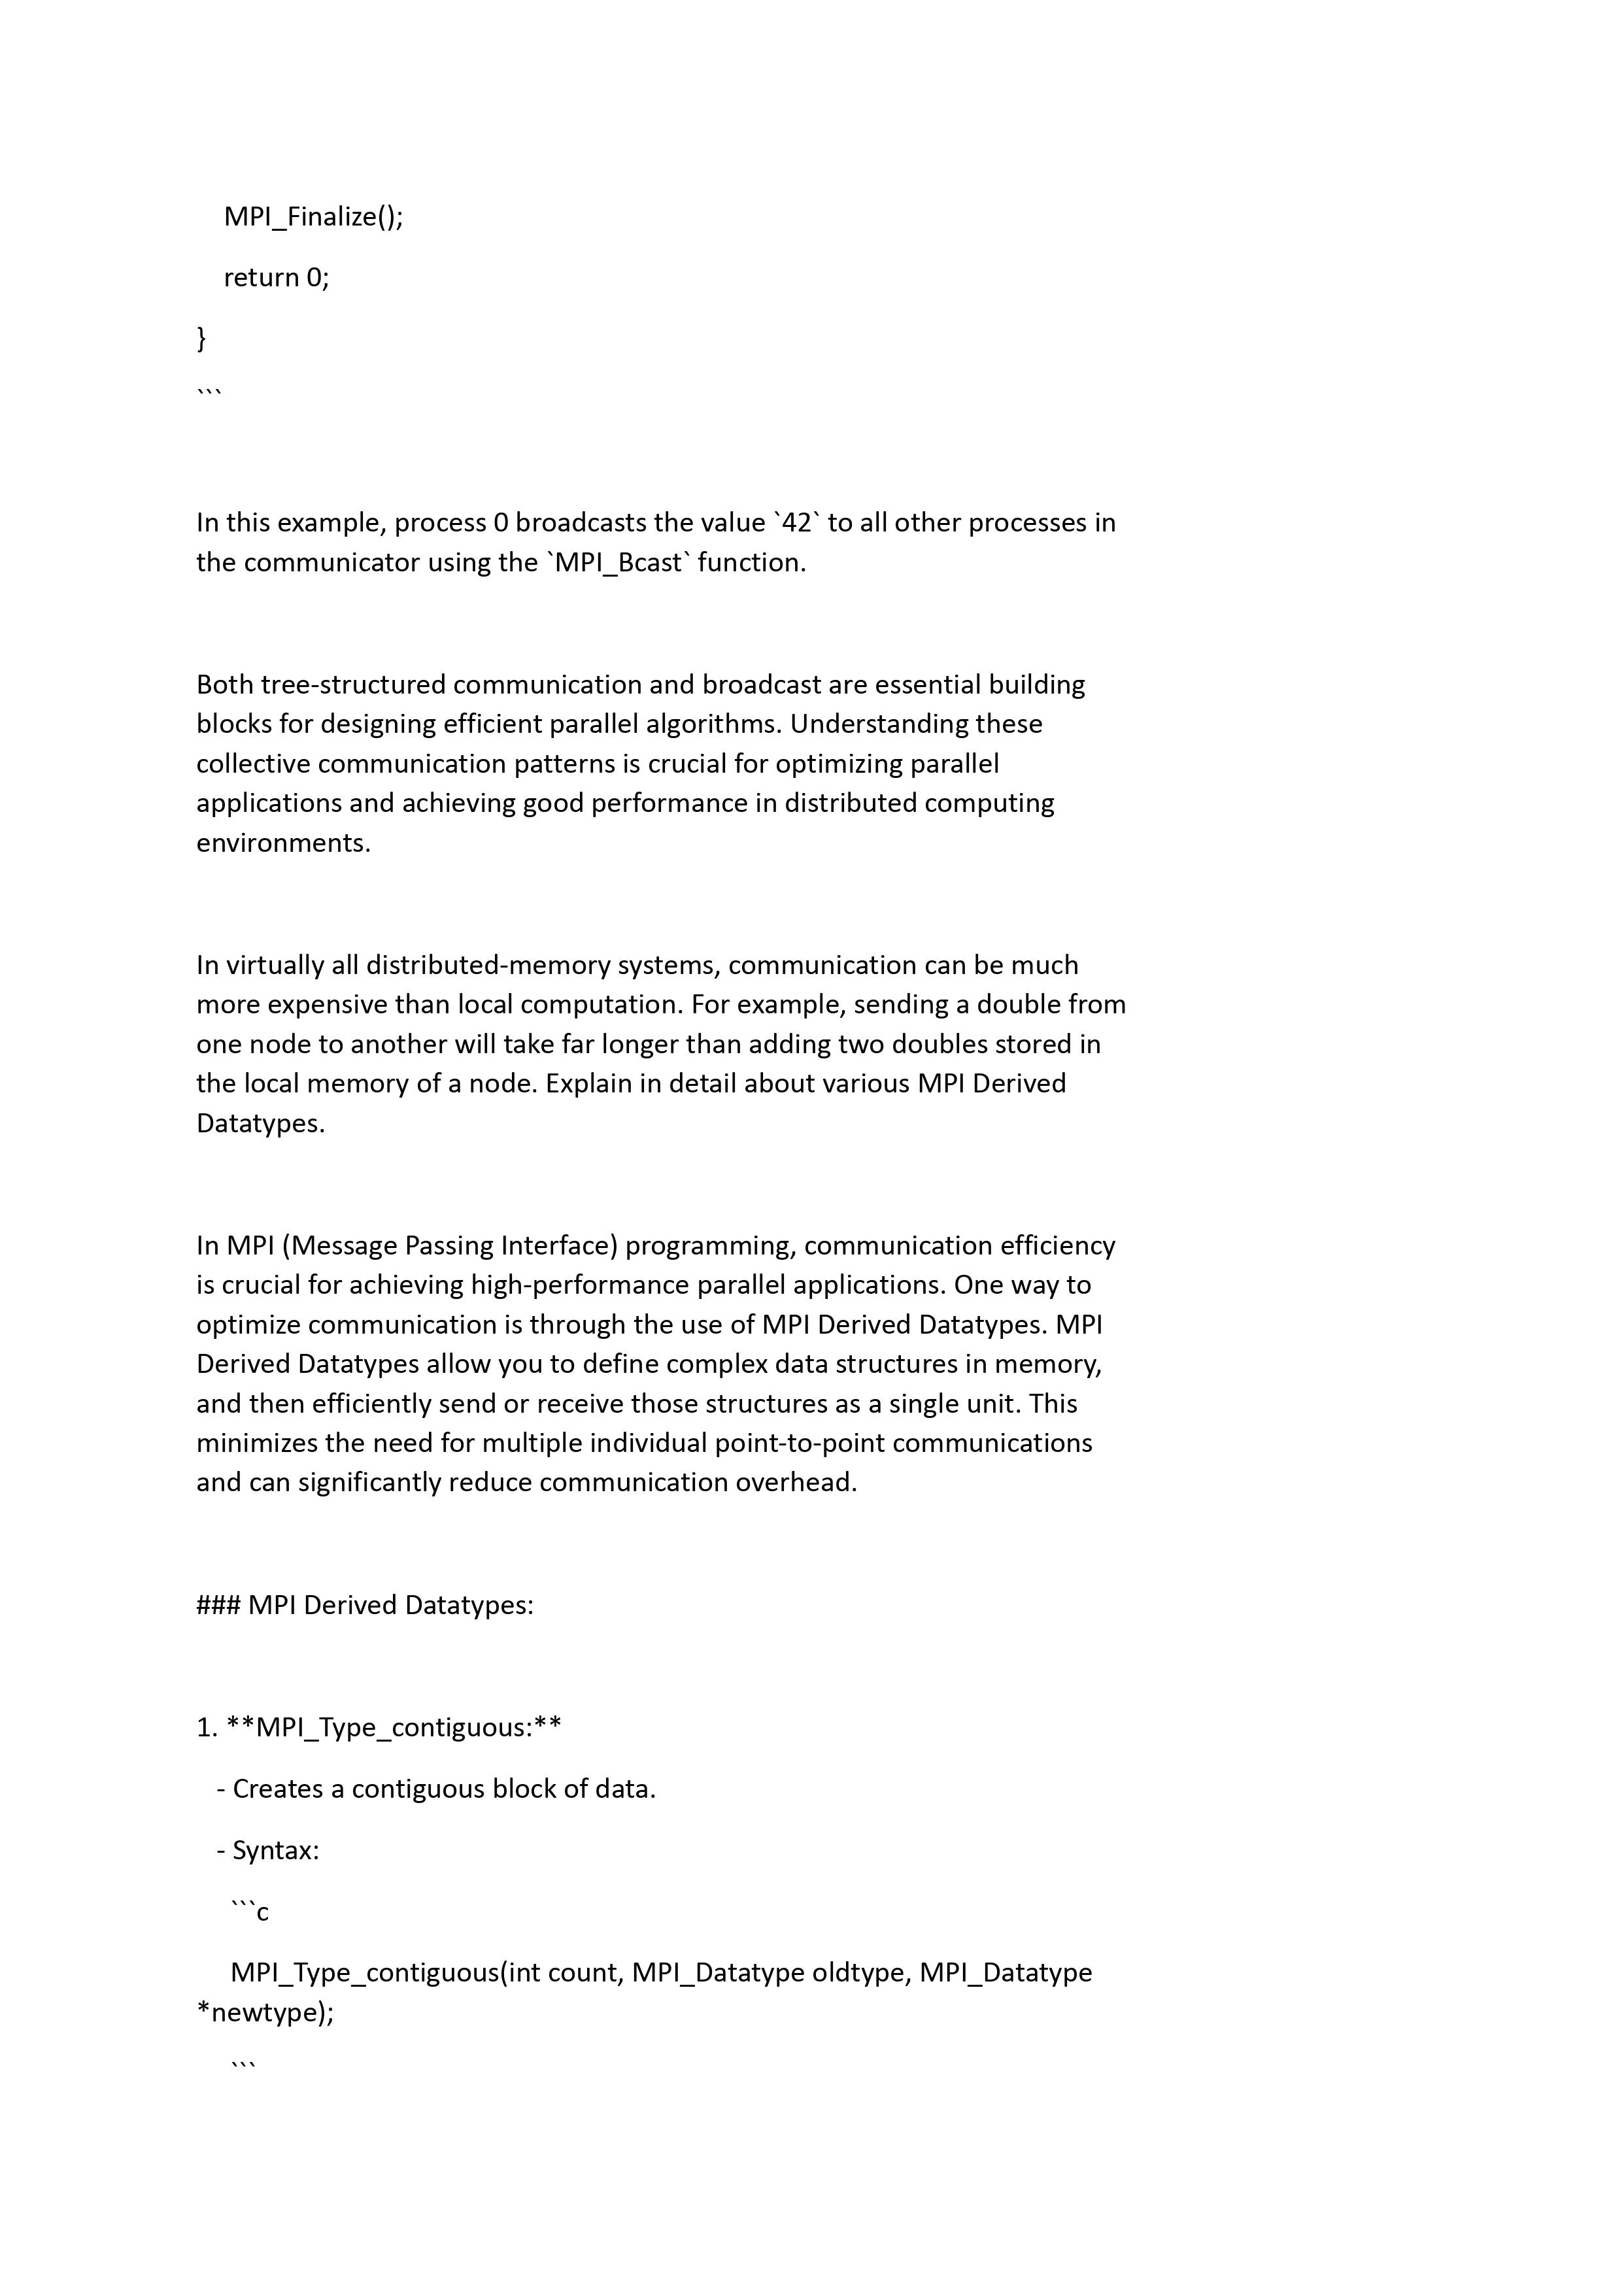 MPI_Finalize();
return 0;
}
```
In this example, process 0 broadcasts the value `42` to all other processes in
the communicator using the `MPI_Bcast` function.
Both tree-structured communication and broadcast are essential building
blocks for designing efficient parallel algorithms. Understanding these
collective communication patterns is crucial for optimizing parallel
applications and achieving good performance in distributed computing
environments.
In virtually all distributed-memory systems, communication can be much
more expensive than local computation. For example, sending a double from
one node to another will take far longer than adding two doubles stored in
the local memory of a node. Explain in detail about various MPI Derived
Datatypes.
In MPI (Message Passing Interface) programming, communication efficiency
is crucial for achieving high-performance parallel applications. One way to
optimize communication is through the use of MPI Derived Datatypes. MPI
Derived Datatypes allow you to define complex data structures in memory,
and then efficiently send or receive those structures as a single unit. This
minimizes the need for multiple individual point-to-point communications
and can significantly reduce communication overhead.
### MPI Derived Datatypes:
1. **MPI_Type_contiguous:**
- Creates a contiguous block of data.
- Syntax:
```c
MPI_Type_contiguous(int count, MPI_Datatype oldtype, MPI_Datatype
*newtype);
```